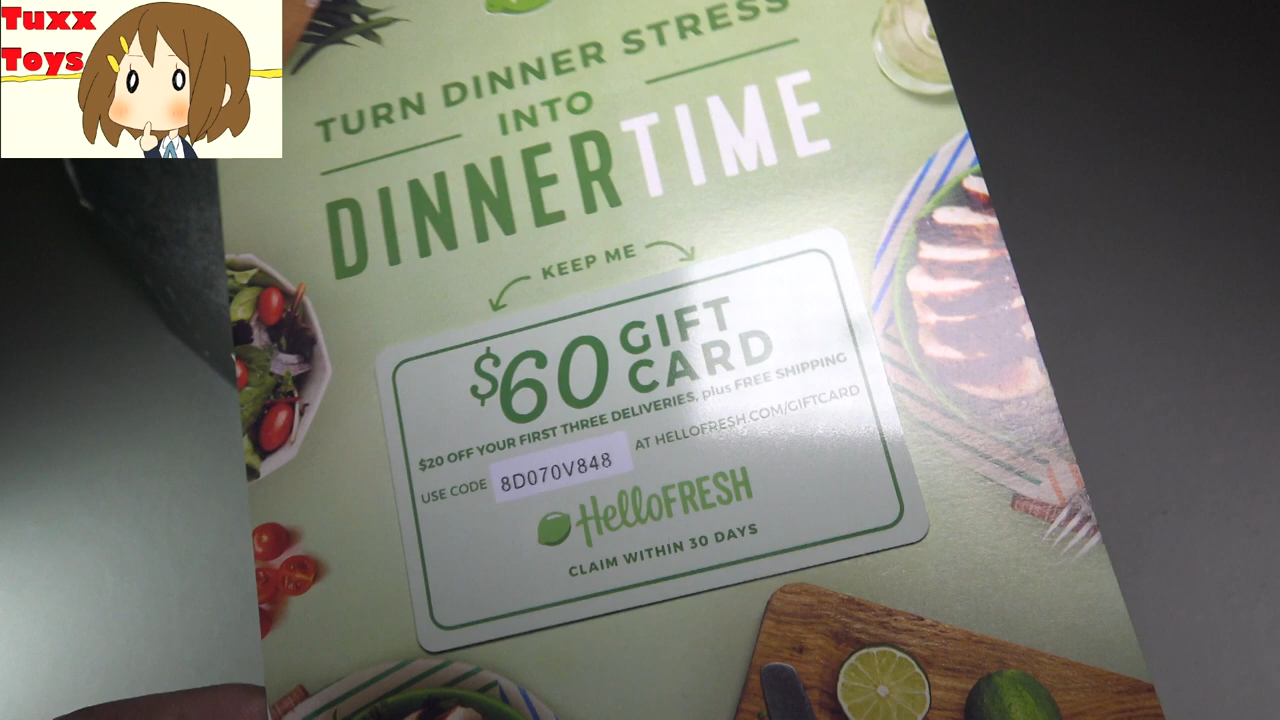 Tuxx
Toys
TURN DINNER STRESS
INTO
DINNERTIME
KEEP ME
$60 GIFT
CARD
$20 OFF YOUR FIRST THREE DELIVERIES, plus FREE SHIPPING
USE CODE 8D070V848 AT HELLOFRESH.COM/GIFTCARD
HelloFRESH
CLAIM WITHIN 30 DAYS